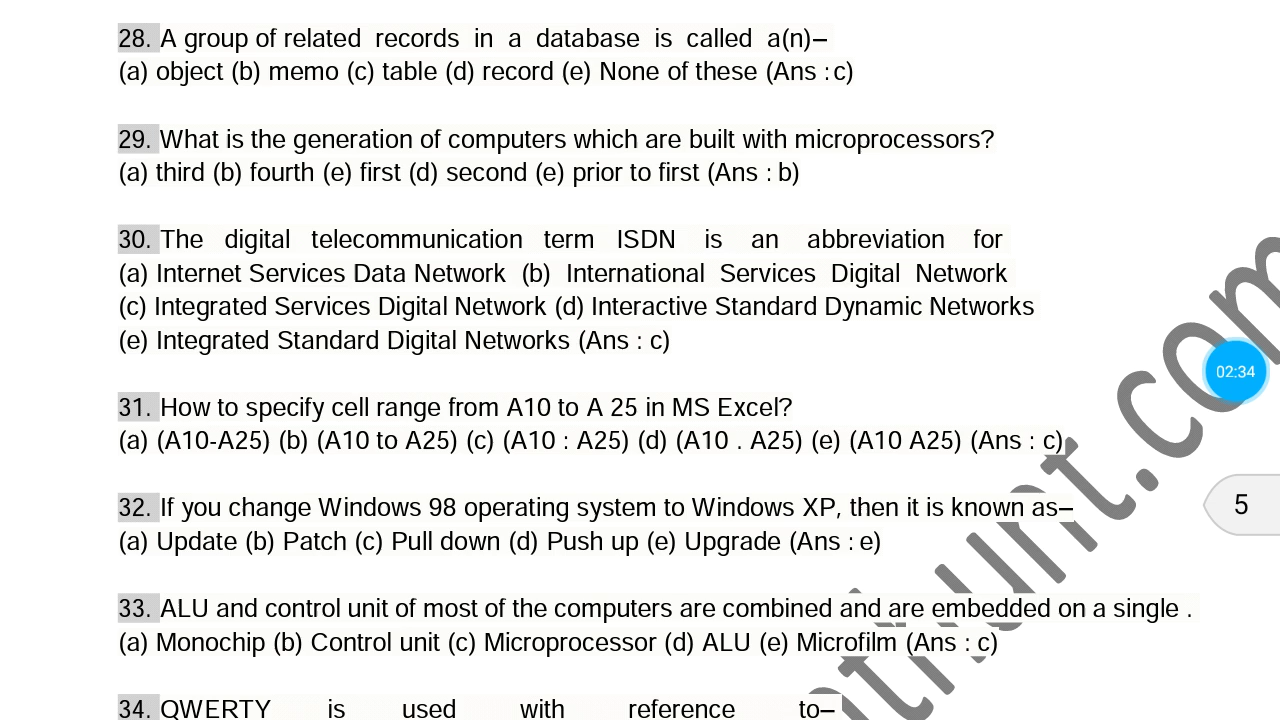 28. A group of related records in a database is called a(n)–
(a) object (b) memo (c) table (d) record (e) None of these (Ans : c)
29. What is the generation of computers which are built with microprocessors?
(a) third (b) fourth (e) first (d) second (e) prior to first (Ans : b)
30. The digital telecommunication term ISDN is an abbreviation for
(a) Internet Services Data Network (b) International Services Digital Network
(c) Integrated Services Digital Network (d) Interactive Standard Dynamic Networks
(e) Integrated Standard Digital Networks (Ans : c)
02:34
31. How to specify cell range from A10 to A 25 in MS Excel?
(a) (A10-A25) (b) (A10 to A25) (c) (A10 : A25) (d) (A10 . A25) (e) (A10 A25) (Ans : c)
5
32. If you change Windows 98 operating system to Windows XP, then it is known as–
(a) Update (b) Patch (c) Pull down (d) Push up (e) Upgrade (Ans : e)
33. ALU and control unit of most of the computers are combined and are embedded on a single .
(a) Monochip (b) Control unit (c) Microprocessor (d) ALU (e) Microfilm (Ans : c)
34. QWERTY is used with reference to–